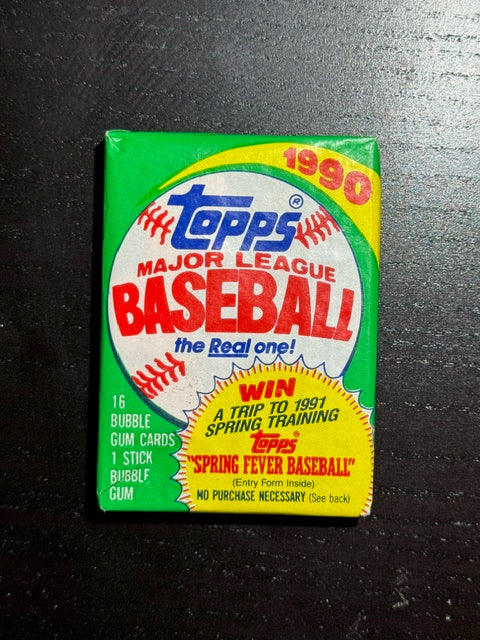 1990
topps®
MAJOR LEAGUE
BASEBALL
the Real one!
16
BUBBLE
GUM CARDS
1 STICK
BUBBLE
GUM
WIN
A TRIP TO 1991
SPRING TRAINING
topps®
"SPRING FEVER BASEBALL"
(Entry Form Inside)
NO PURCHASE NECESSARY (See back)